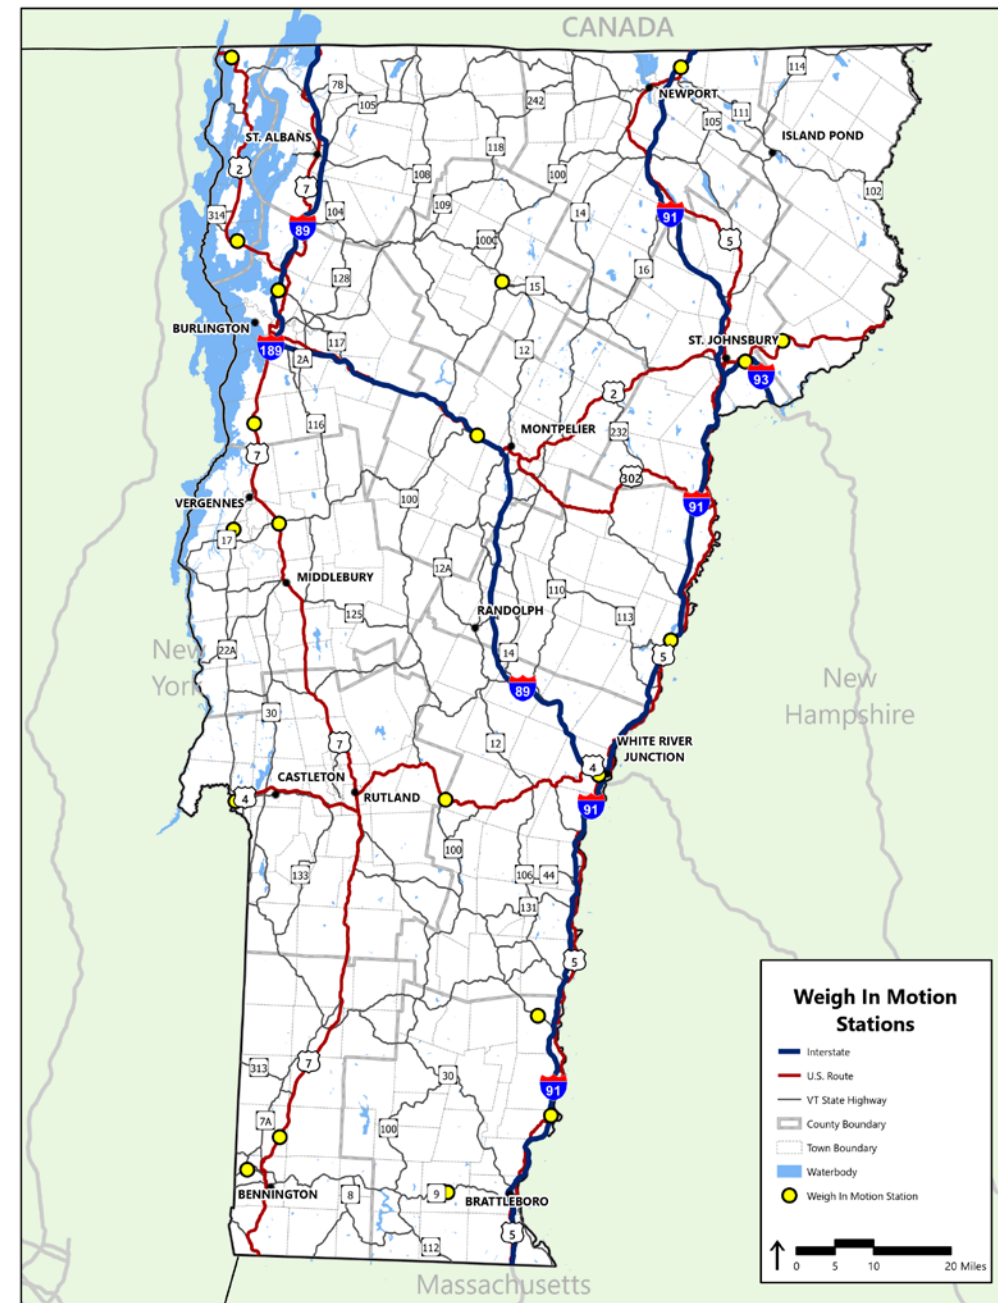 CANADA
114
NEWPORT
78
105
242
111
105
ST. ALBANS
ISLAND POND
118
2
108
100
7
102
109
314
104
14
91
89
100C
5
128
16
15
BURLINGTON
117
ST. JOHNSBURY
189
2A
12
93
2
116
MONTPELIER
232
7
302
100
VERGENNES
91
17
12A
MIDDLEBURY
110
125
RANDOLPH
113
New
York
22A
14
5
89
New
Hampshire
30
7
12
WHITE RIVER
JUNCTION
4
CASTLETON
4
RUTLAND
91
100
133
106
44
131
5
7
313
30
91
7A
100
BENNINGTON
8
9
BRATTLEBORO
5
112
Massachusetts
Weigh In Motion
Stations
Interstate
U.S. Route
VT State Highway
County Boundary
Town Boundary
Waterbody
Weigh In Motion Station
0 5 10 20 Miles